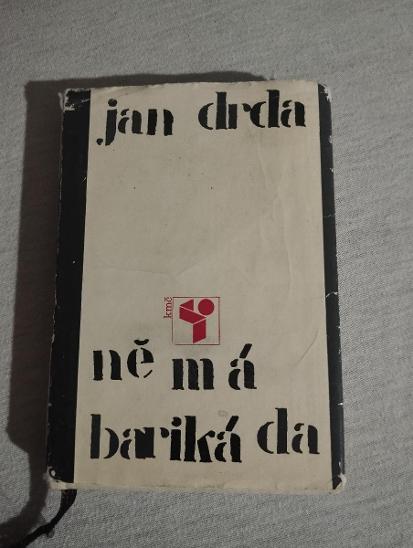 jan drda
kmč
ně má
bariká da